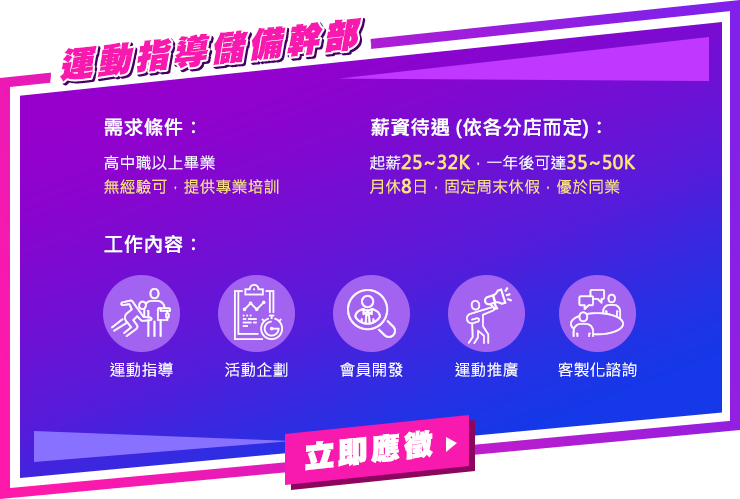 運動指導儲備幹部
需求條件：
高中職以上畢業
無經驗可，提供專業培訓
薪資待遇 (依各分店而定)：
起薪25~32K，一年後可達35~50K
月休8日，固定周末休假，優於同業
工作內容：
運動指導
活動企劃
會員開發
運動推廣
客製化諮詢
立即應徵